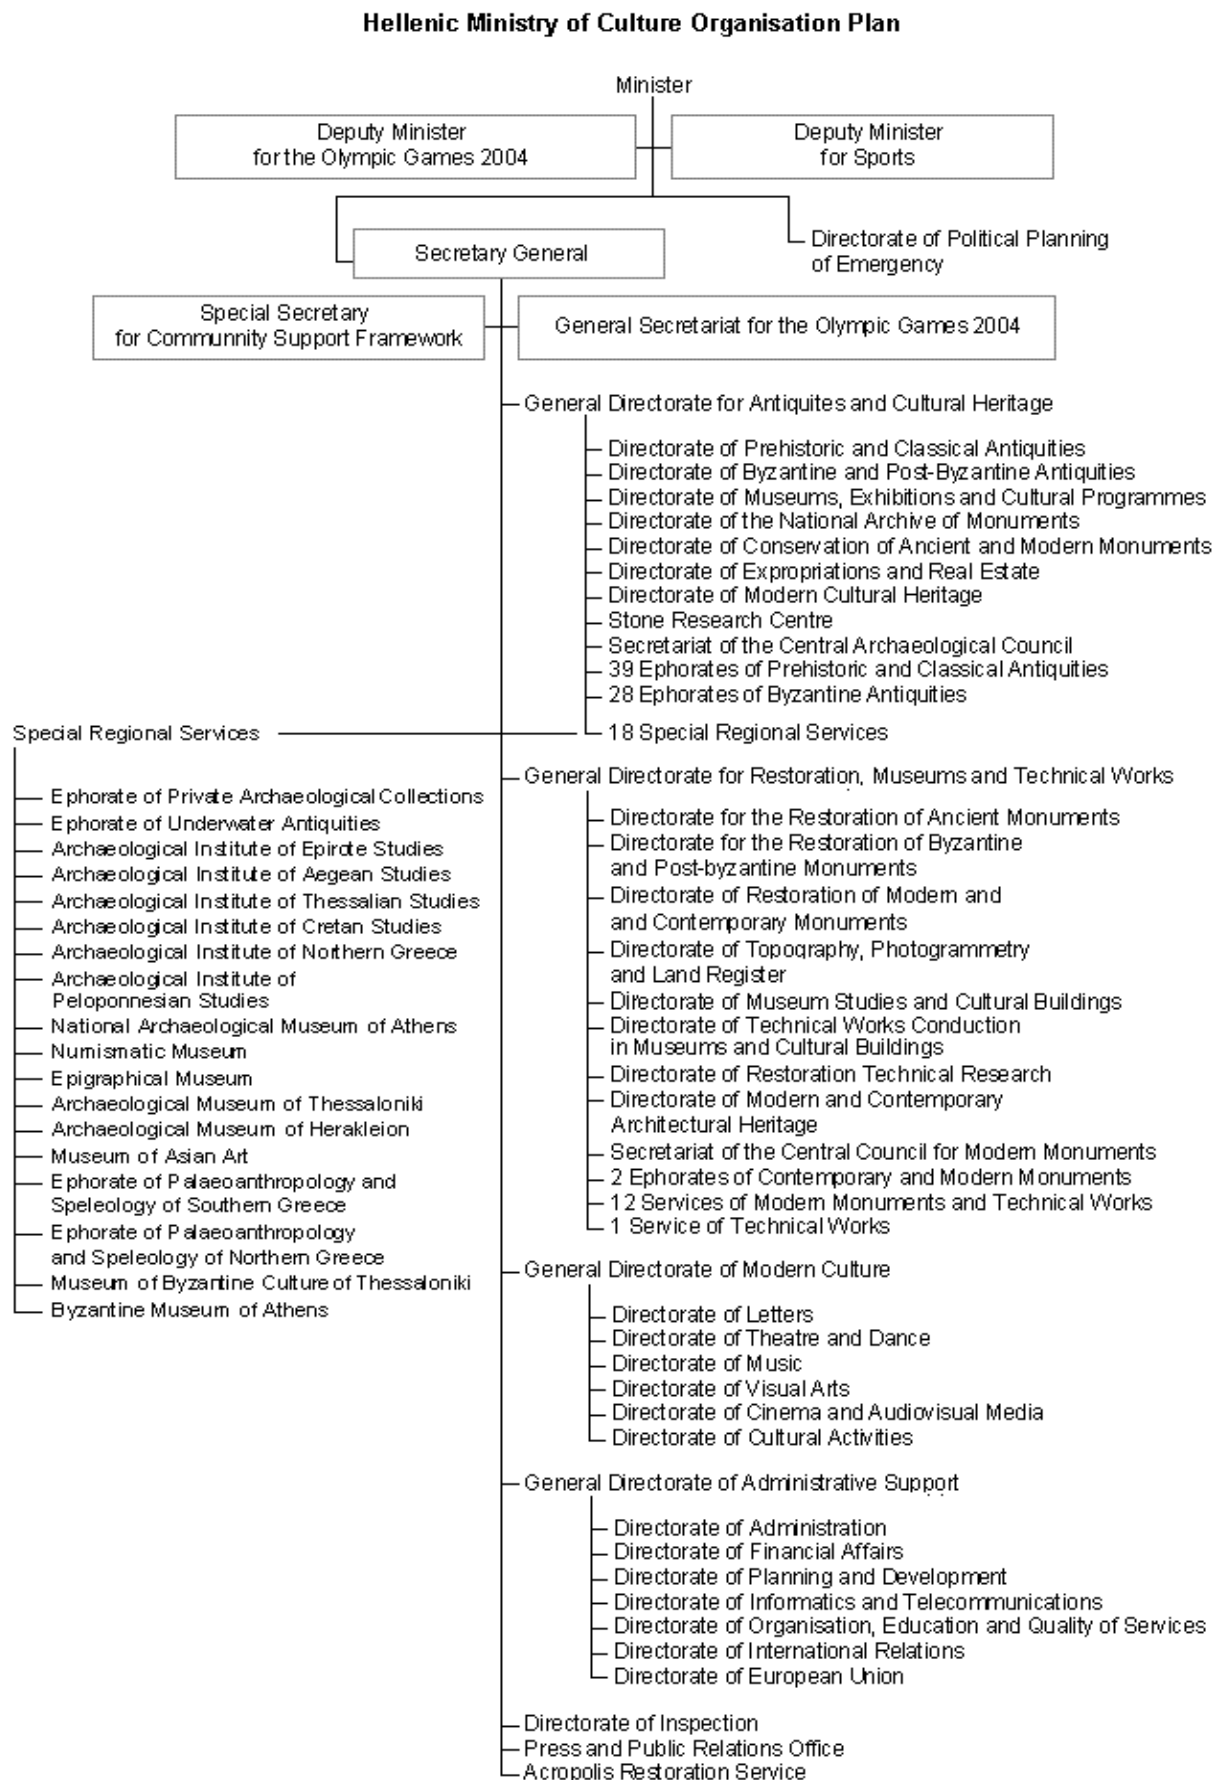 Hellenic Ministry of Culture Organisation Plan
Minister
Deputy Minister
for the Olympic Games 2004
Deputy Minister
for Sports
Secretary General
Directorate of Political Planning
of Emergency
Special Secretary
for Communnity Support Framework
General Secretariat for the Olympic Games 2004
General Directorate for Antiquites and Cultural Heritage
Directorate of Prehistoric and Classical Antiquities
Directorate of Byzantine and Post-Byzantine Antiquities
Directorate of Museums, Exhibitions and Cultural Programmes
Directorate of the National Archive of Monuments
Directorate of Conservation of Ancient and Modern Monuments
Directorate of Expropriations and Real Estate
Directorate of Modern Cultural Heritage
Stone Research Centre
Secretariat of the Central Archaeological Council
39 Ephorates of Prehistoric and Classical Antiquities
28 Ephorates of Byzantine Antiquities
18 Special Regional Services
Special Regional Services
Ephorate of Private Archaeological Collections
Ephorate of Underwater Antiquities
Archaeological Institute of Epirote Studies
Archaeological Institute of Aegean Studies
Archaeological Institute of Thessalian Studies
Archaeological Institute of Cretan Studies
Archaeological Institute of Northern Greece
Archaeological Institute of
Peloponnesian Studies
National Archaeological Museum of Athens
Numismatic Museum
Epigraphical Museum
Archaeological Museum of Thessaloniki
Archaeological Museum of Herakleion
Museum of Asian Art
Ephorate of Palaeoanthropology and
Speleology of Southern Greece
Ephorate of Palaeoanthropology
and Speleology of Northern Greece
Museum of Byzantine Culture of Thessaloniki
Byzantine Museum of Athens
General Directorate for Restoration, Museums and Technical Works
Directorate for the Restoration of Ancient Monuments
Directorate for the Restoration of Byzantine
and Post-byzantine Monuments
Directorate of Restoration of Modern and
and Contemporary Monuments
Directorate of Topography, Photogrammetry
and Land Register
Directorate of Museum Studies and Cultural Buildings
Directorate of Technical Works Conduction
in Museums and Cultural Buildings
Directorate of Restoration Technical Research
Directorate of Modern and Contemporary
Architectural Heritage
Secretariat of the Central Council for Modern Monuments
2 Ephorates of Contemporary and Modern Monuments
12 Services of Modern Monuments and Technical Works
1 Service of Technical Works
General Directorate of Modern Culture
Directorate of Letters
Directorate of Theatre and Dance
Directorate of Music
Directorate of Visual Arts
Directorate of Cinema and Audiovisual Media
Directorate of Cultural Activities
General Directorate of Administrative Support
Directorate of Administration
Directorate of Financial Affairs
Directorate of Planning and Development
Directorate of Informatics and Telecommunications
Directorate of Organisation, Education and Quality of Services
Directorate of International Relations
Directorate of European Union
Directorate of Inspection
Press and Public Relations Office
Acropolis Restoration Service